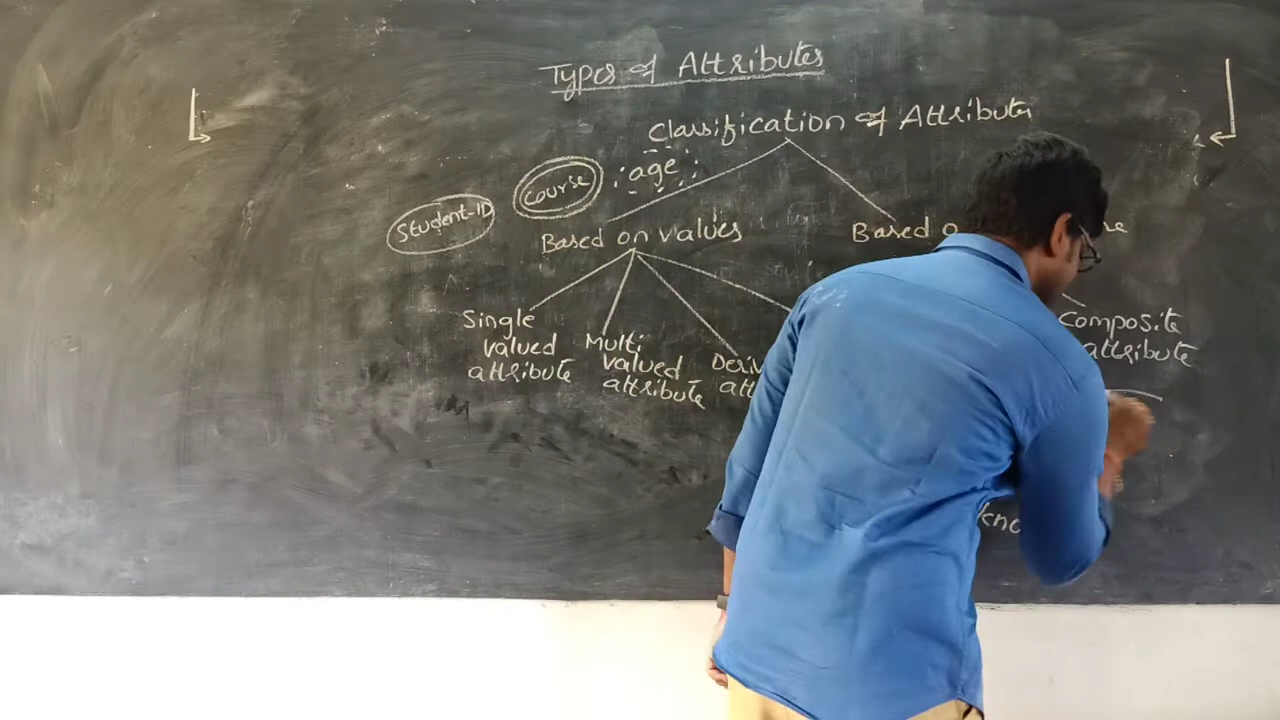 Types of Attributes
Classification of Attributes
age
Course
Student-ID
Based on values
Based
Single
valued
attribute
Multi
valued
attribute
Composite
attribute